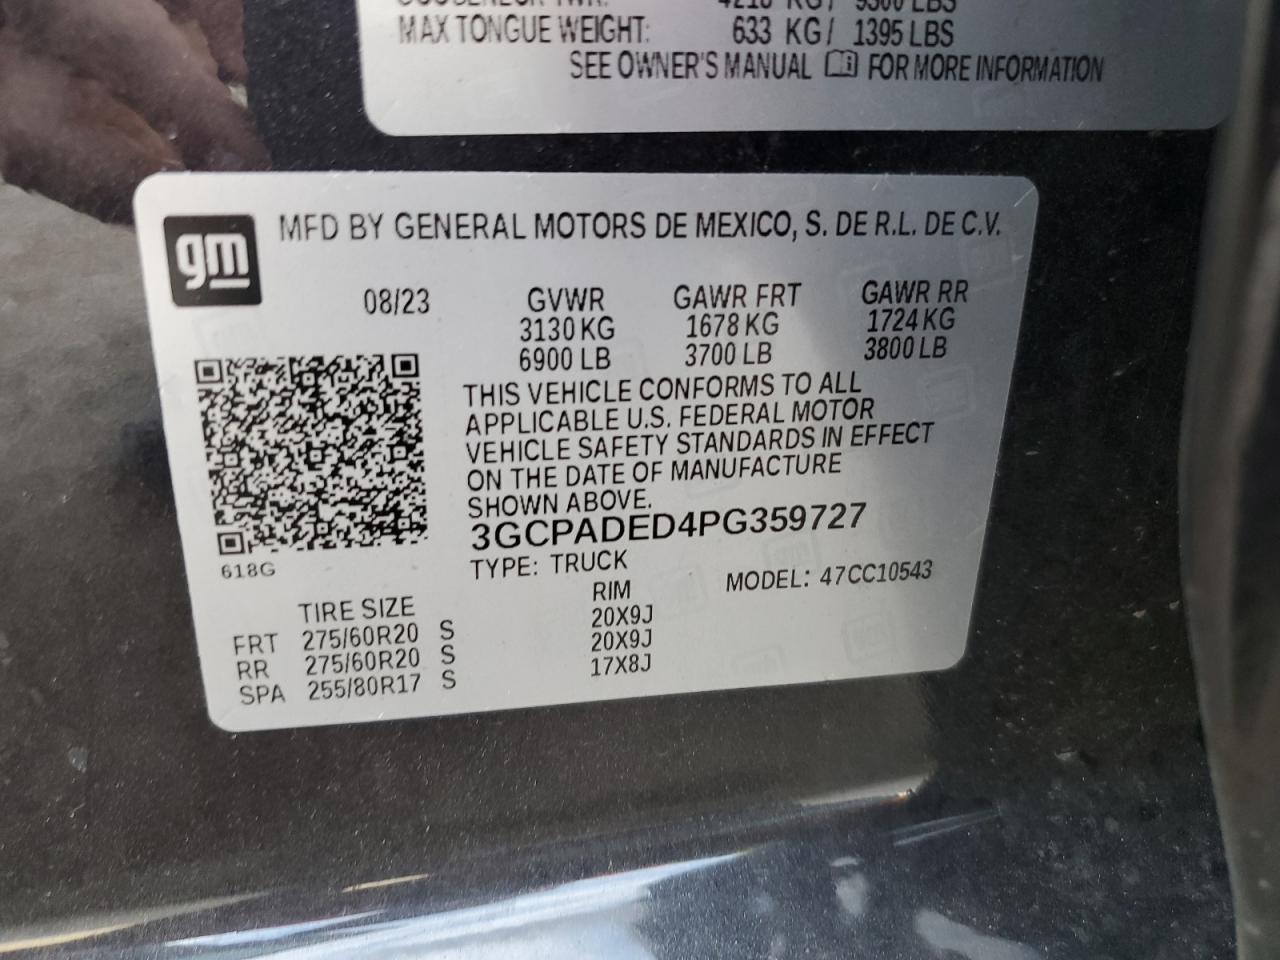 4218 KG / 9300 LBS
MAX TONGUE WEIGHT: 633 KG / 1395 LBS
SEE OWNER'S MANUAL FOR MORE INFORMATION
gm
MFD BY GENERAL MOTORS DE MEXICO, S. DE R.L. DE C.V.
08/23 GVWR GAWR FRT GAWR RR
3130 KG 1678 KG 1724 KG
6900 LB 3700 LB 3800 LB
THIS VEHICLE CONFORMS TO ALL
APPLICABLE U.S. FEDERAL MOTOR
VEHICLE SAFETY STANDARDS IN EFFECT
ON THE DATE OF MANUFACTURE
SHOWN ABOVE.
3GCPADED4PG359727
618G
TYPE: TRUCK MODEL: 47CC10543
TIRE SIZE RIM
FRT 275/60R20 S 20X9J
RR 275/60R20 S 20X9J
SPA 255/80R17 S 17X8J